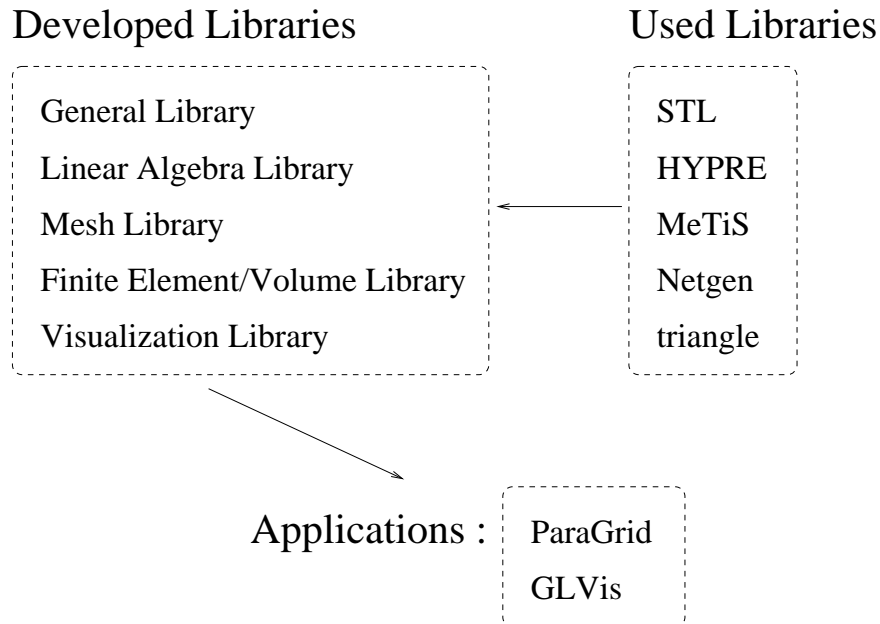 Developed Libraries
General Library
Linear Algebra Library
Mesh Library
Finite Element/Volume Library
Visualization Library
Used Libraries
STL
HYPRE
MeTiS
Netgen
triangle
Applications :
ParaGrid
GLVis